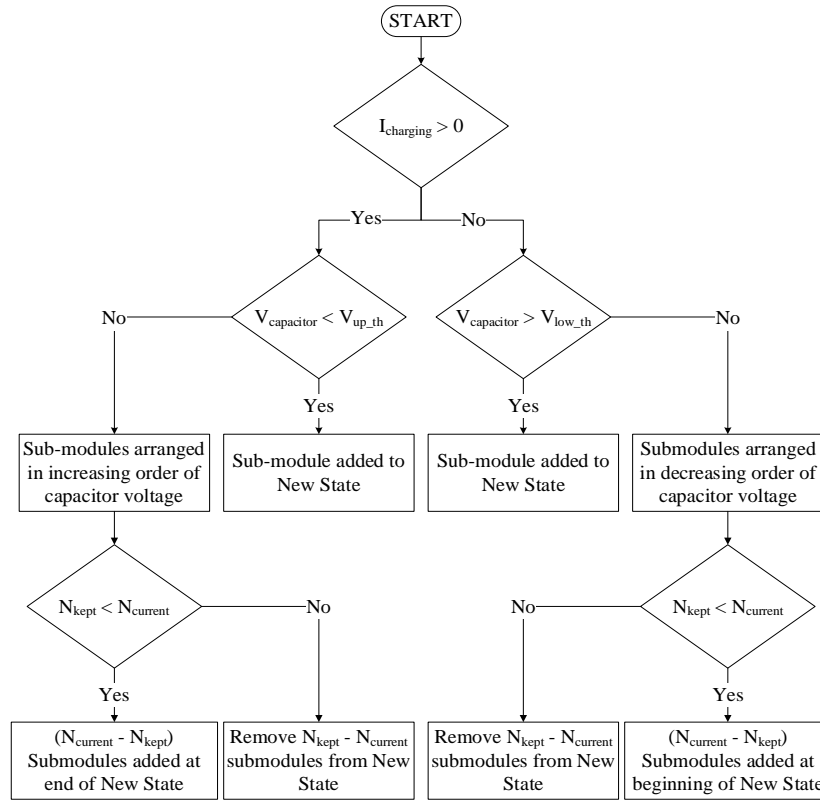 START
I_charging > 0
Yes
No
No
V_capacitor < V_up_th
V_capacitor > V_low_th
No
Yes
Yes
Sub-modules arranged
in increasing order of
capacitor voltage
Sub-module added to
New State
Sub-module added to
New State
Submodules arranged
in decreasing order of
capacitor voltage
N_kept < N_current
No
No
N_kept < N_current
Yes
Yes
(N_current - N_kept)
Submodules added at
end of New State
Remove N_kept - N_current
submodules from New
State
Remove N_kept - N_current
submodules from New
State
(N_current - N_kept)
Submodules added at
beginning of New State